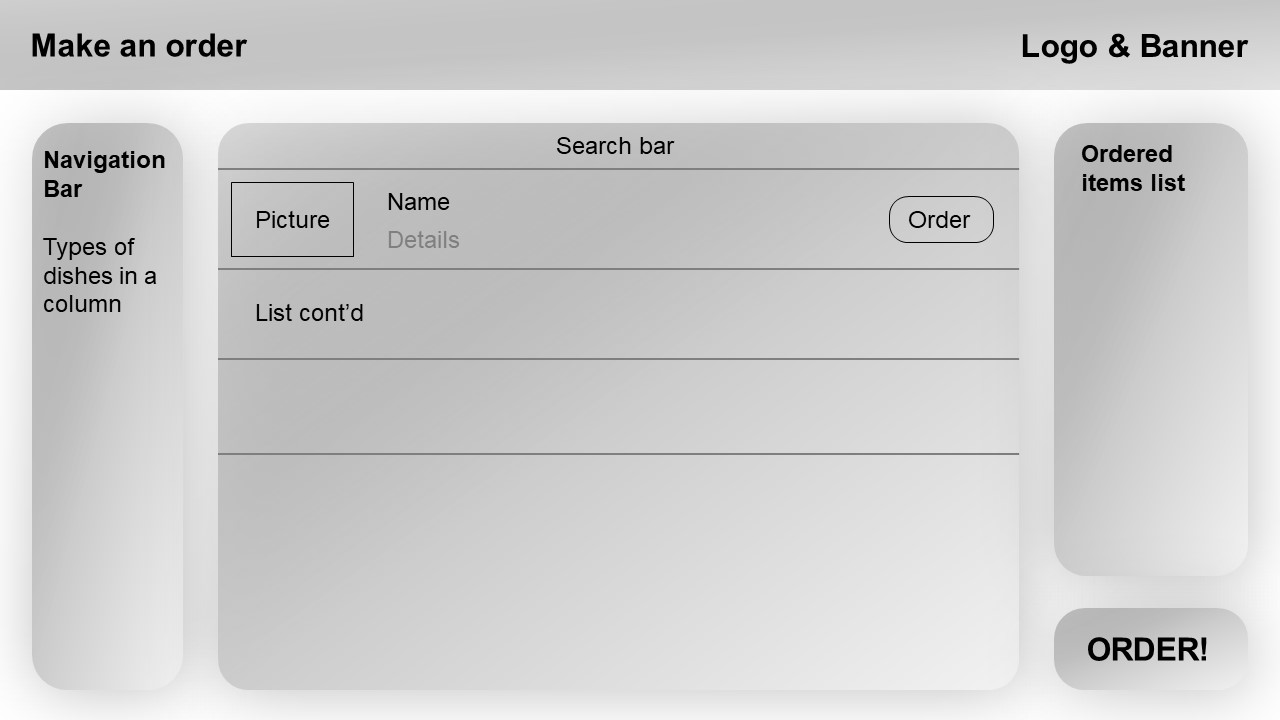 Make an order
Logo & Banner
Navigation
Bar
Types of
dishes in a
column
Search bar
Picture
Name
Details
Order
List cont’d
Ordered
items list
ORDER!